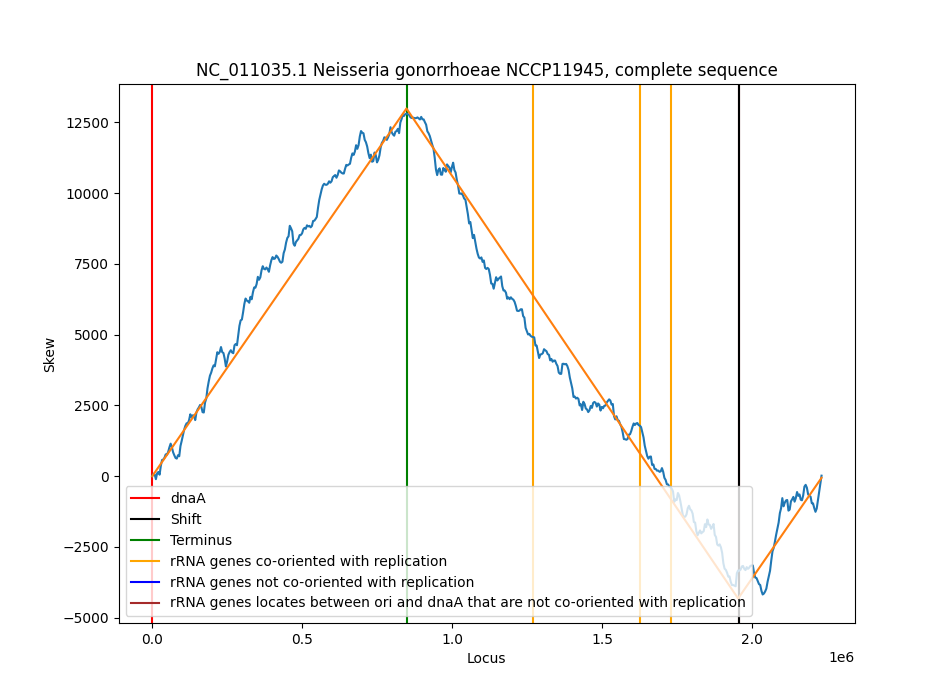 NC_011035.1 Neisseria gonorrhoeae NCCP11945, complete sequence
12500
10000
7500
5000
2500
0
−2500
−5000
Skew
dnaA
Shift
Terminus
rRNA genes co-oriented with replication
rRNA genes not co-oriented with replication
rRNA genes locates between ori and dnaA that are not co-oriented with replication
0.0 0.5 1.0 1.5 2.0
Locus
1e6